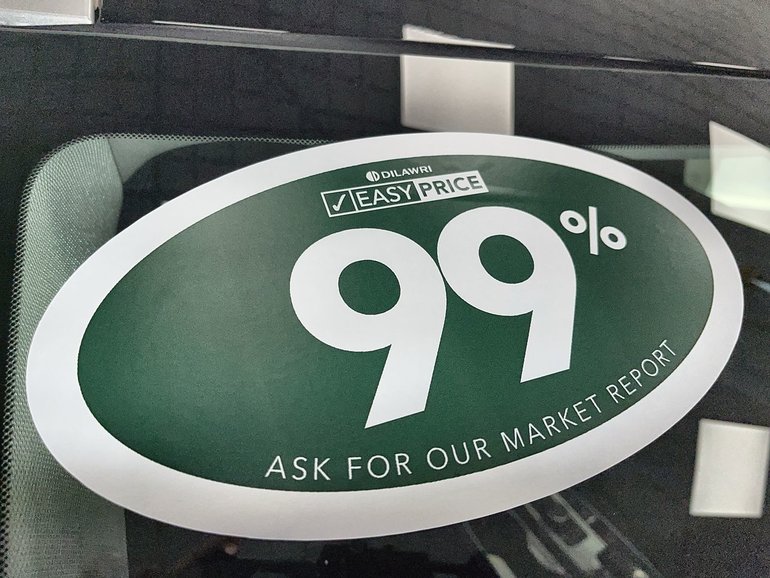 DILAWRI
✓ EASY PRICE
99%
ASK FOR OUR MARKET REPORT